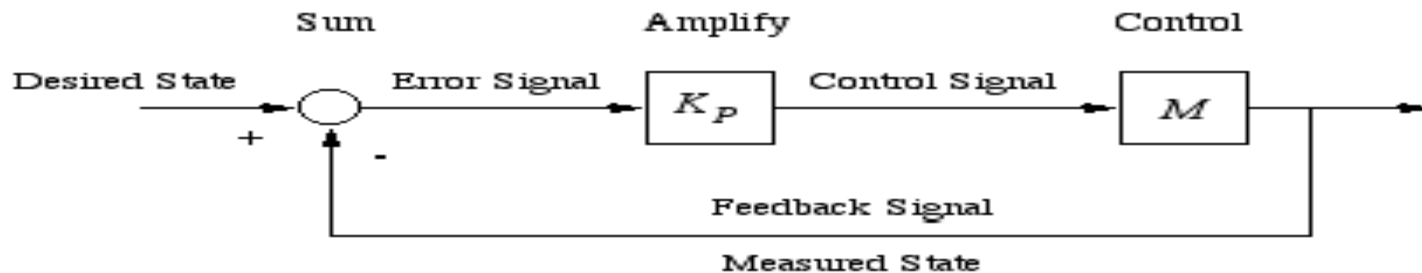 Sum Amplify Control
Desired State Error Signal Control Signal
K_P M
+
-
Feedback Signal
Measured State